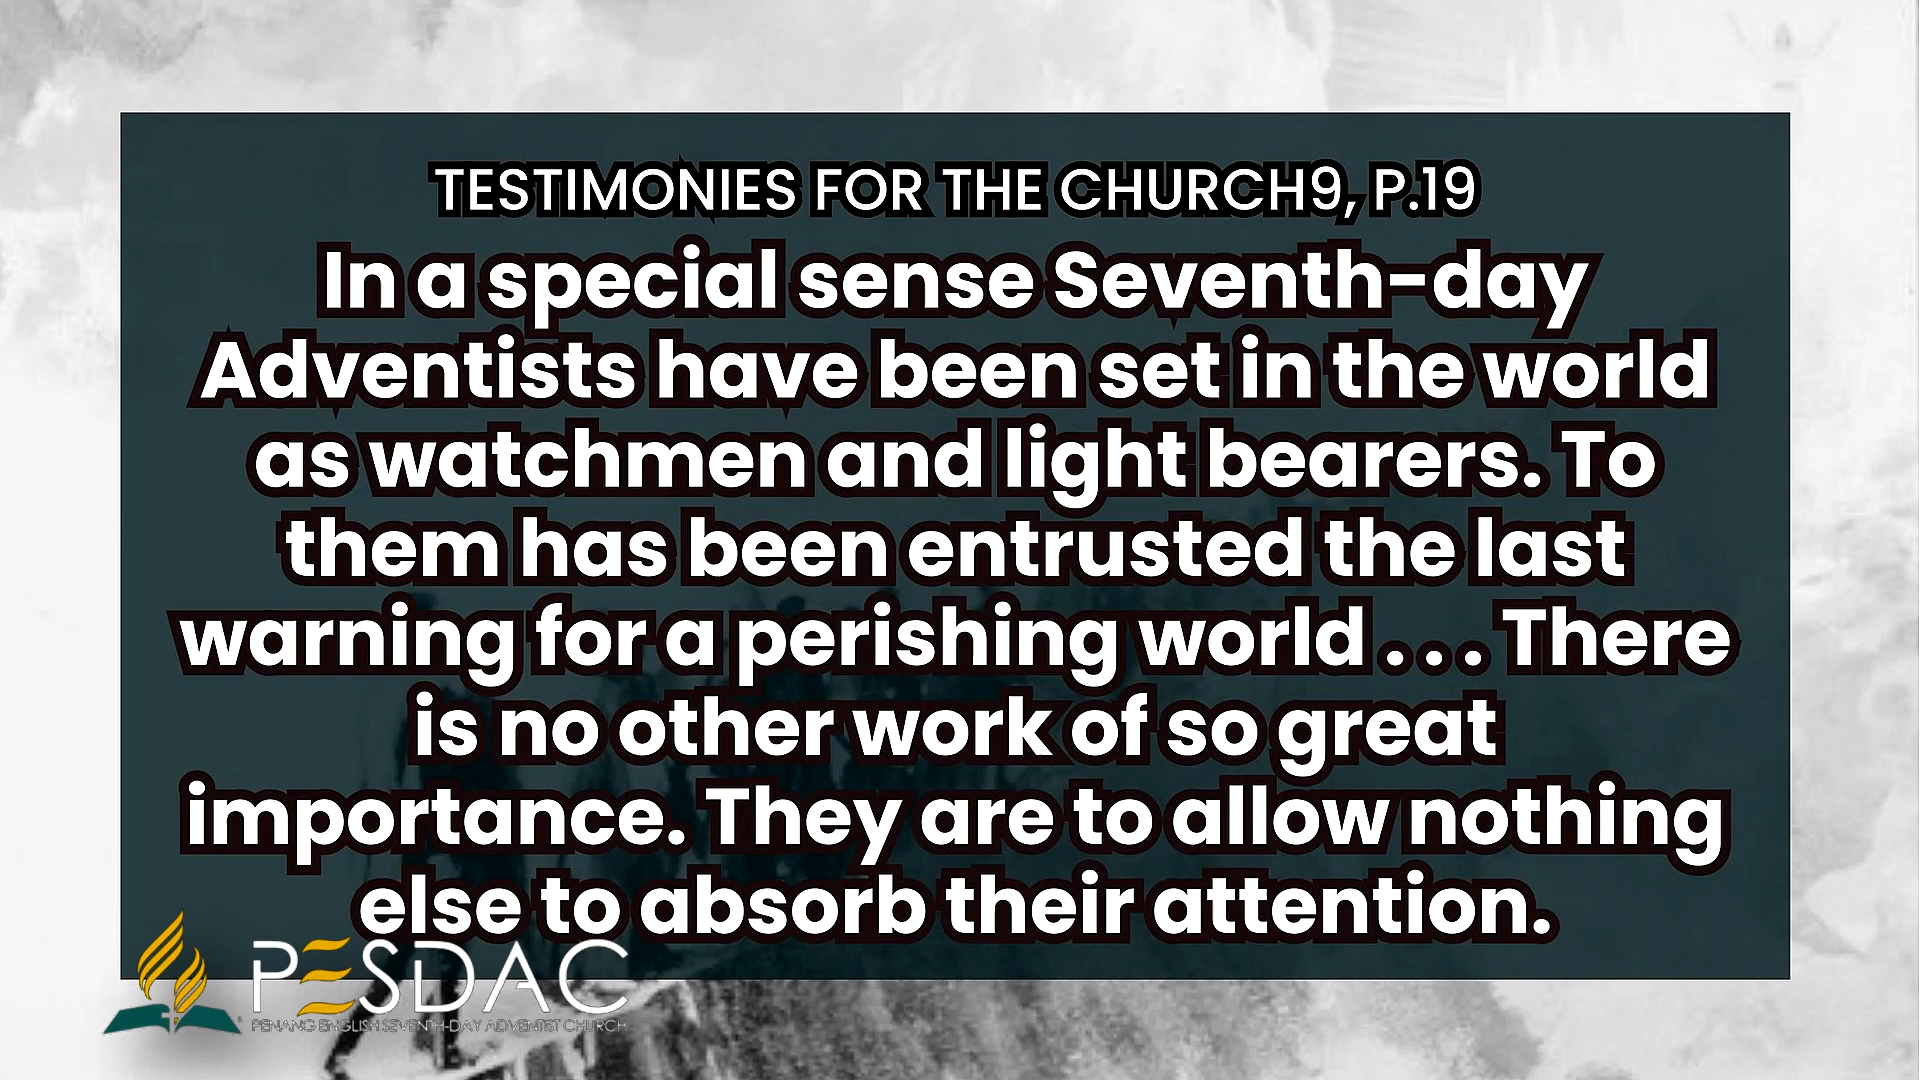 TESTIMONIES FOR THE CHURCH9, P.19
In a special sense Seventh-day
Adventists have been set in the world
as watchmen and light bearers. To
them has been entrusted the last
warning for a perishing world . . . There
is no other work of so great
importance. They are to allow nothing
else to absorb their attention.
PESDAC
PENANG ENGLISH SEVENTH-DAY ADVENTIST CHURCH